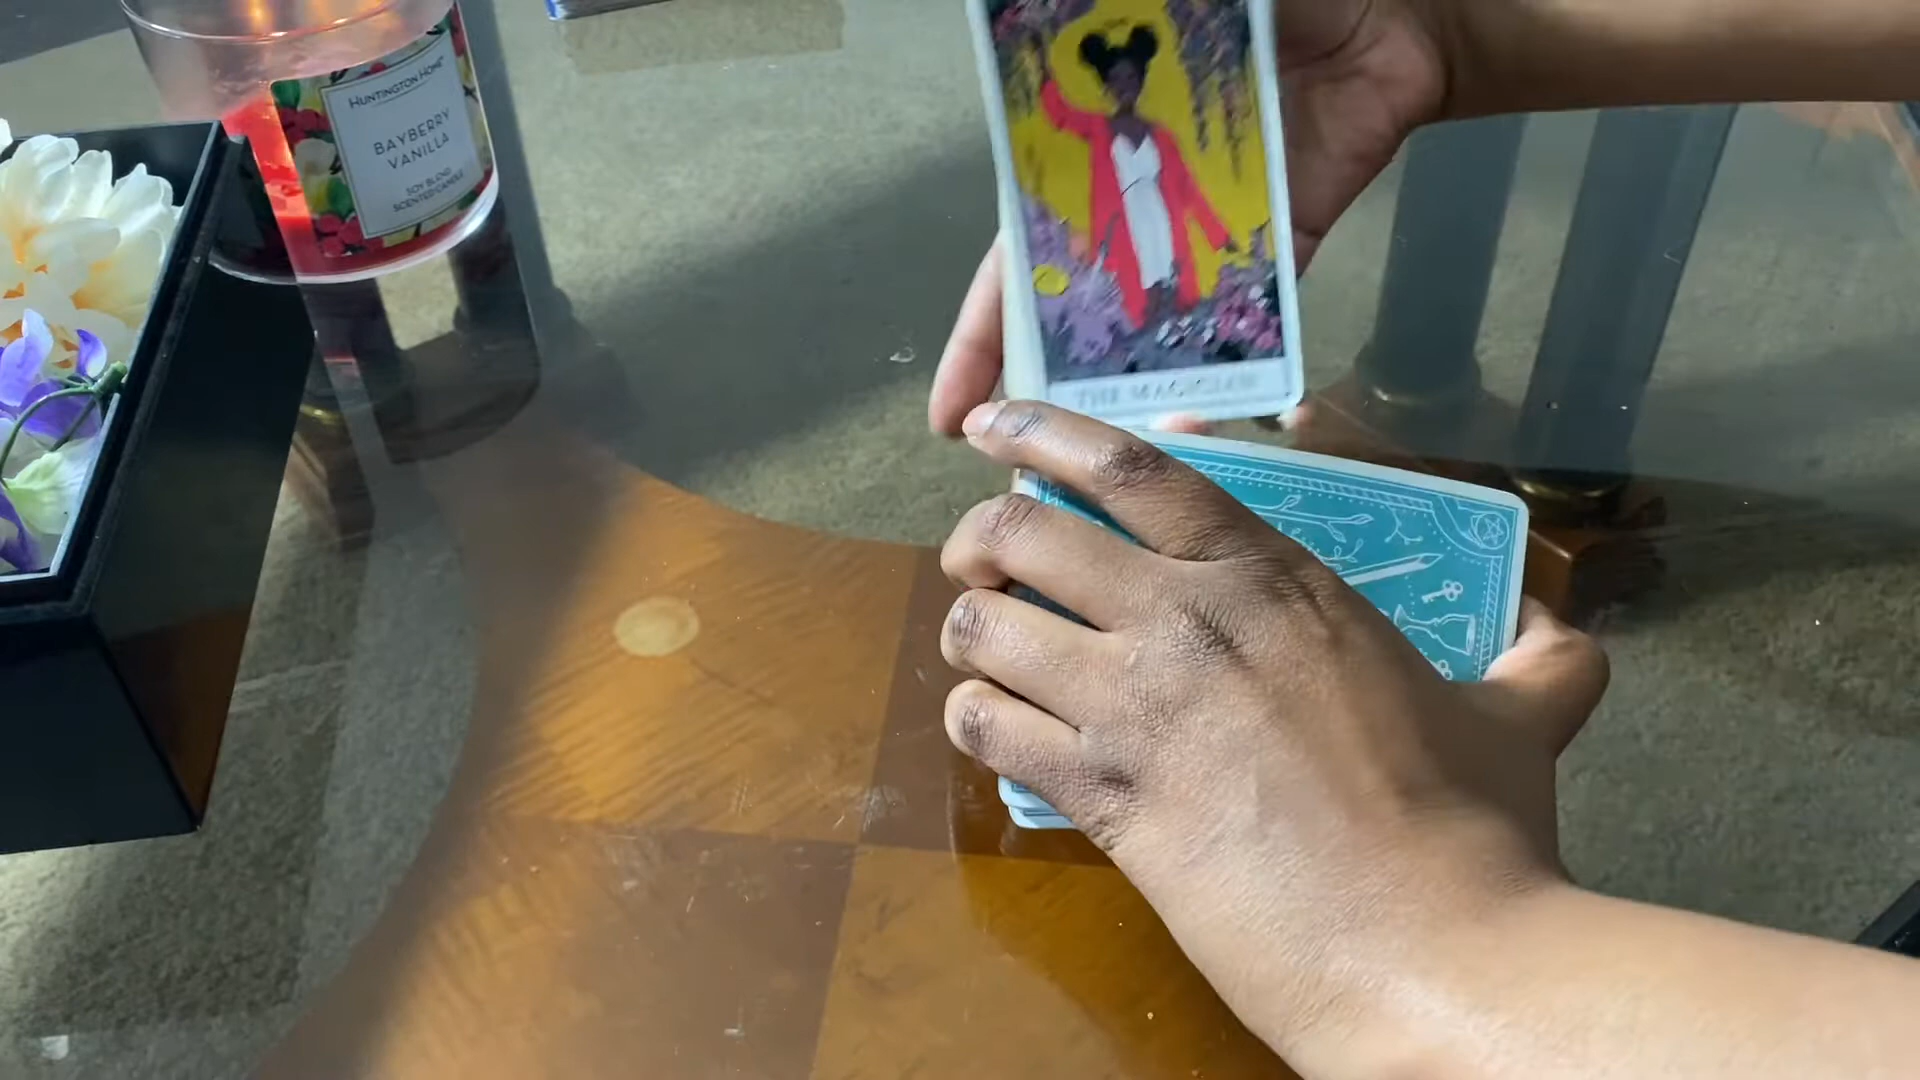 HUNTINGTON HOME
BAYBERRY
VANILLA
SOY BLEND
SCENTED CANDLE
THE MAGICIAN